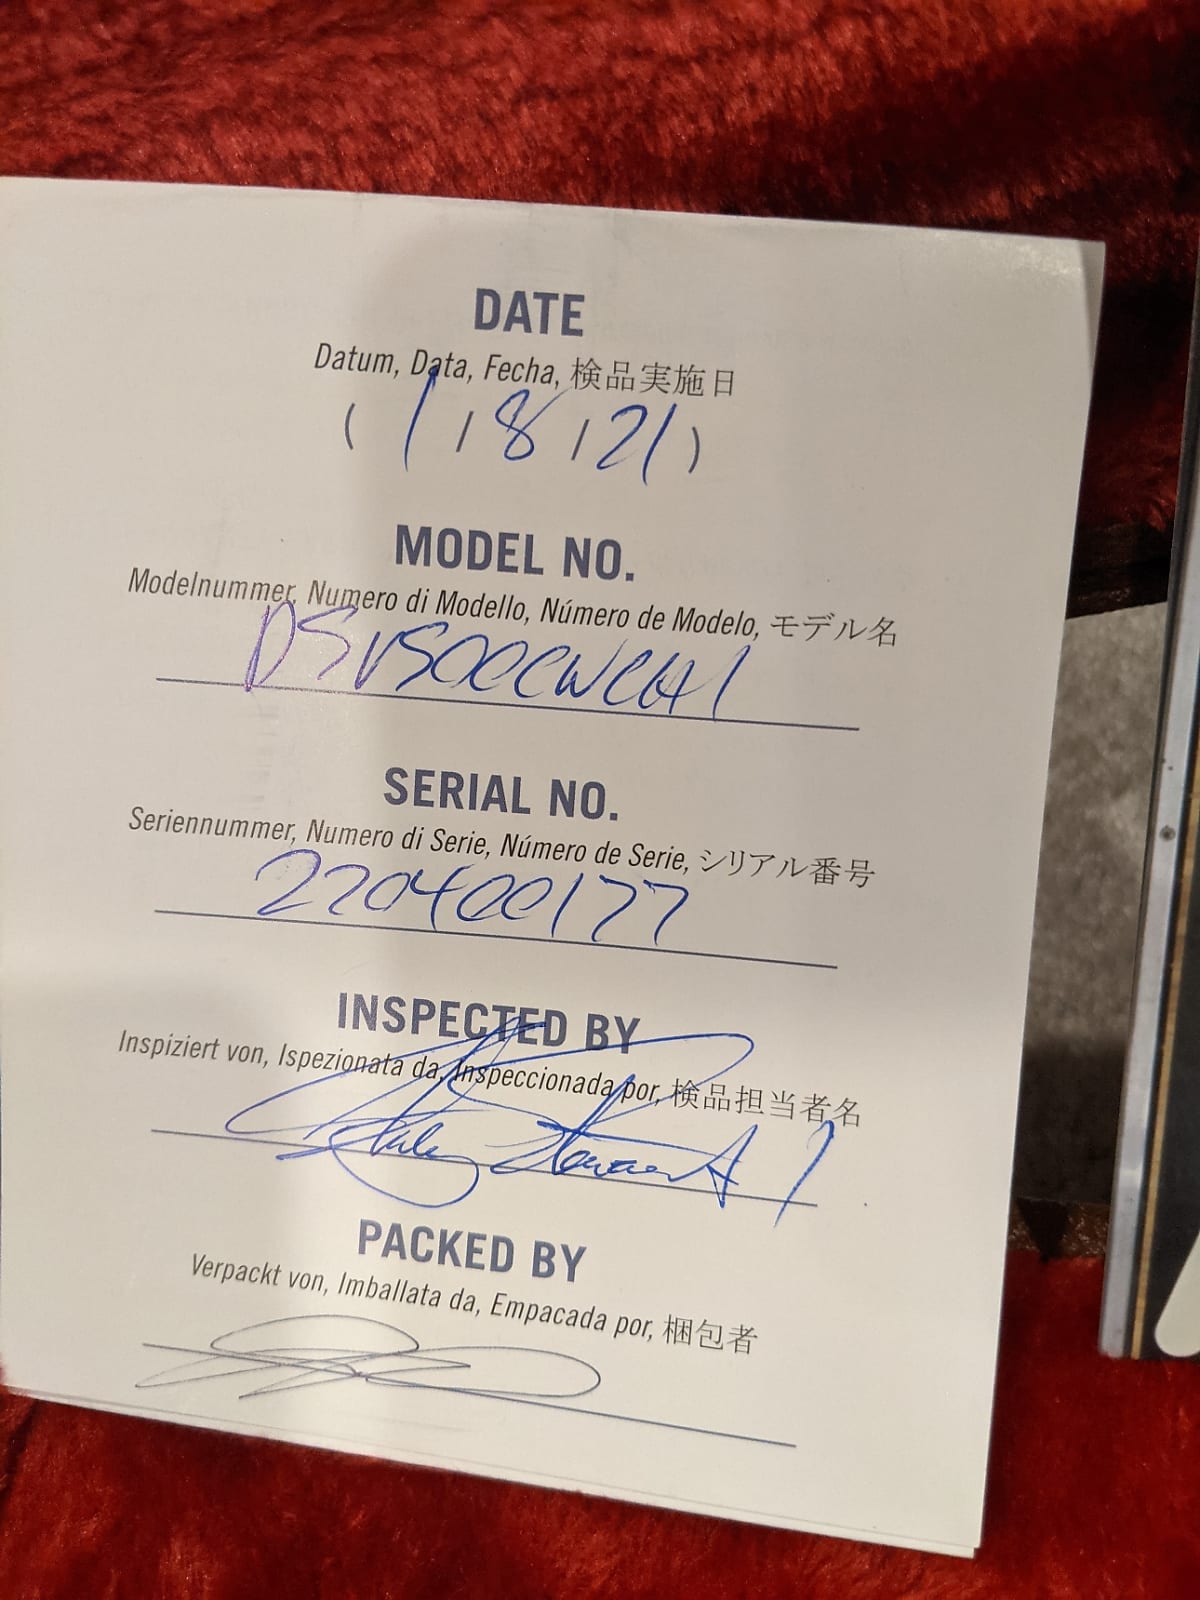 DATE
Datum, Data, Fecha, 検品実施日
( 1 / 8 / 21 )
MODEL NO.
Modelnummer, Numero di Modello, Número de Modelo, モデル名
DSVS00CWCH1
SERIAL NO.
Seriennummer, Numero di Serie, Número de Serie, シリアル番号
220400177
INSPECTED BY
Inspiziert von, Ispezionata da, Inspeccionada por, 検品担当者名
PACKED BY
Verpackt von, Imballata da, Empacada por, 梱包者